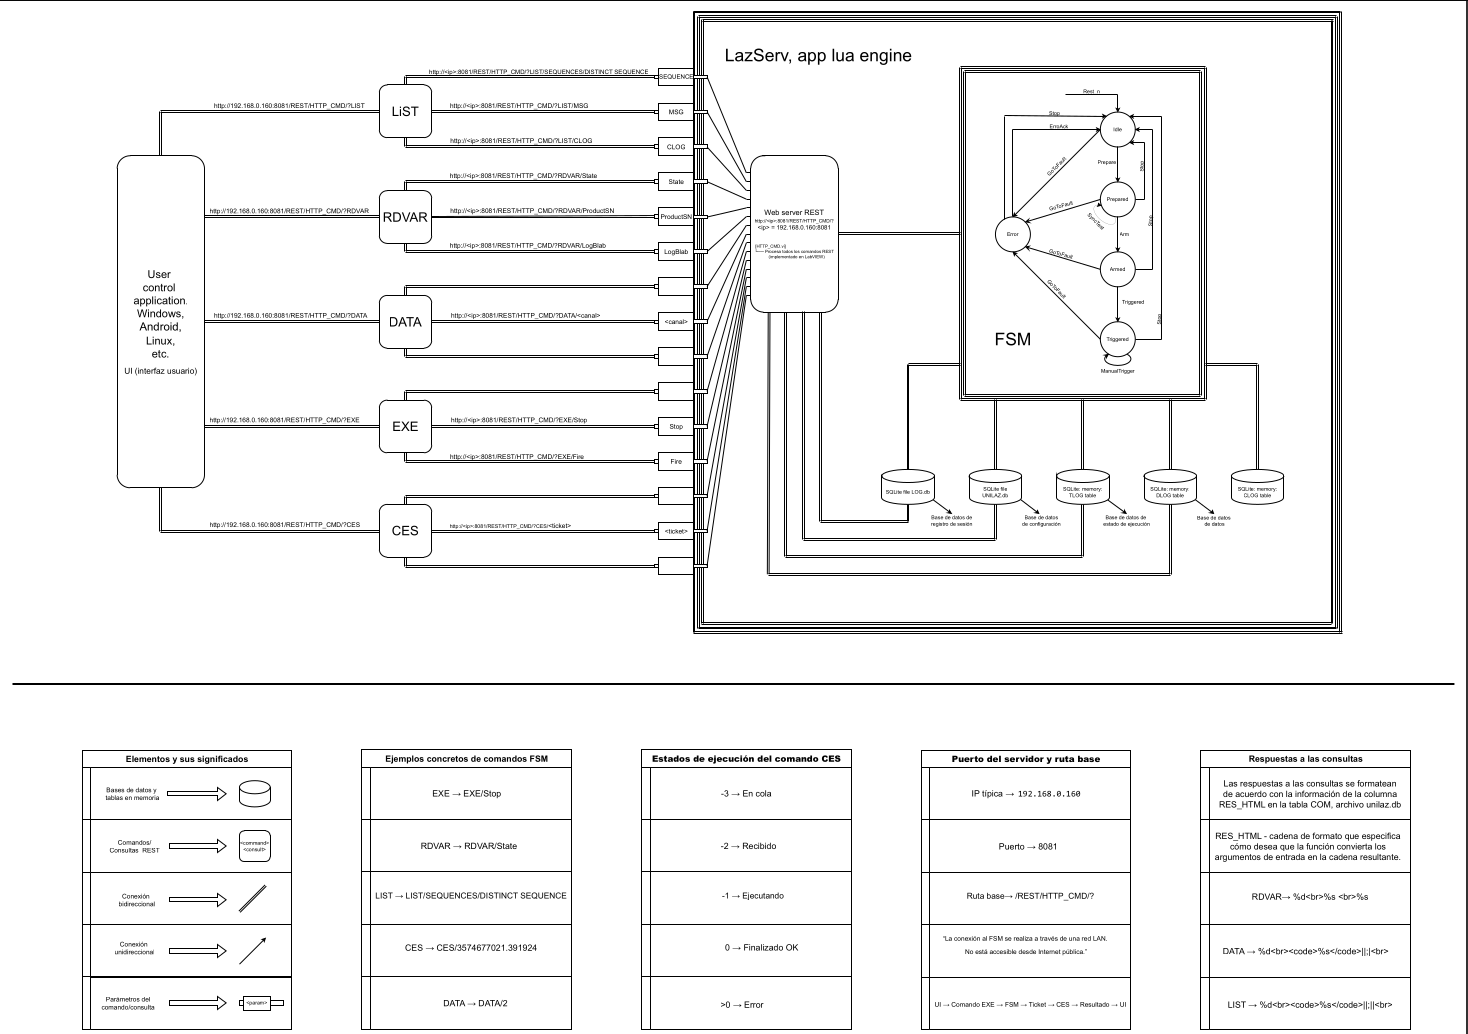 LazServ, app lua engine
http://<ip>:8081/REST/HTTP_CMD/?LIST/SEQUENCES/DISTINCT SEQUENCE
SEQUENCE
http://192.168.0.160:8081/REST/HTTP_CMD/?LIST
LiST
http://<ip>:8081/REST/HTTP_CMD/?LIST/MSG
MSG
http://<ip>:8081/REST/HTTP_CMD/?LIST/CLOG
CLOG
http://<ip>:8081/REST/HTTP_CMD/?RDVAR/State
State
http://192.168.0.160:8081/REST/HTTP_CMD/?RDVAR
RDVAR
http://<ip>:8081/REST/HTTP_CMD/?RDVAR/ProductSN
ProductSN
http://<ip>:8081/REST/HTTP_CMD/?RDVAR/LogBlab
LogBlab
User
control
application.
Windows,
Android,
Linux,
etc.
UI (interfaz usuario)
http://192.168.0.160:8081/REST/HTTP_CMD/?DATA
DATA
http://<ip>:8081/REST/HTTP_CMD/?DATA/<canal>
<canal>
http://192.168.0.160:8081/REST/HTTP_CMD/?EXE
EXE
http://<ip>:8081/REST/HTTP_CMD/?EXE/Stop
Stop
http://<ip>:8081/REST/HTTP_CMD/?EXE/Fire
Fire
http://192.168.0.160:8081/REST/HTTP_CMD/?CES
CES
http://<ip>:8081/REST/HTTP_CMD/?CES/<ticket>
<ticket>
Web server REST
http://<ip>:8081/REST/HTTP_CMD/?
<ip> = 192.168.0.160:8081
[HTTP_CMD.vi]
└── Procesa todos los comandos REST
(implementado en LabVIEW)
Rest_n
Stop
ErroAck
Idle
GoToFault
Prepare
Stop
Prepared
GoToFault
SyncTest
Stop
Error
Arm
GoToFault
Armed
GoToFault
Triggered
Stop
FSM
Triggered
ManualTrigger
SQLite file LOG.db
SQLite file
UNILAZ.db
SQLite: memory:
TLOG table
SQLite: memory:
DLOG table
SQLite: memory:
CLOG table
Base de datos de
registro de sesión
Base de datos
de configuración
Base de datos de
estado de ejecución
Base de datos
de datos
Elementos y sus significados
Bases de datos y
tablas en memoria
Comandos/
Consultas REST
<command>
<consult>
Conexión
bidireccional
Conexión
unidireccional
Parámetros del
comando/consulta
<param>
Ejemplos concretos de comandos FSM
EXE → EXE/Stop
RDVAR → RDVAR/State
LIST → LIST/SEQUENCES/DISTINCT SEQUENCE
CES → CES/3574677021.391924
DATA → DATA/2
Estados de ejecución del comando CES
-3 → En cola
-2 → Recibido
-1 → Ejecutando
0 → Finalizado OK
>0 → Error
Puerto del servidor y ruta base
IP típica → 192.168.0.160
Puerto → 8081
Ruta base→ /REST/HTTP_CMD/?
"La conexión al FSM se realiza a través de una red LAN.
No está accesible desde Internet pública."
UI → Comando EXE → FSM → Ticket → CES → Resultado → UI
Respuestas a las consultas
Las respuestas a las consultas se formatean
de acuerdo con la información de la columna
RES_HTML en la tabla COM, archivo unilaz.db
RES_HTML - cadena de formato que especifica
cómo desea que la función convierta los
argumentos de entrada en la cadena resultante.
RDVAR→ %d<br>%s <br>%s
DATA → %d<br><code>%s</code>||;|<br>
LIST → %d<br><code>%s</code>||;||<br>